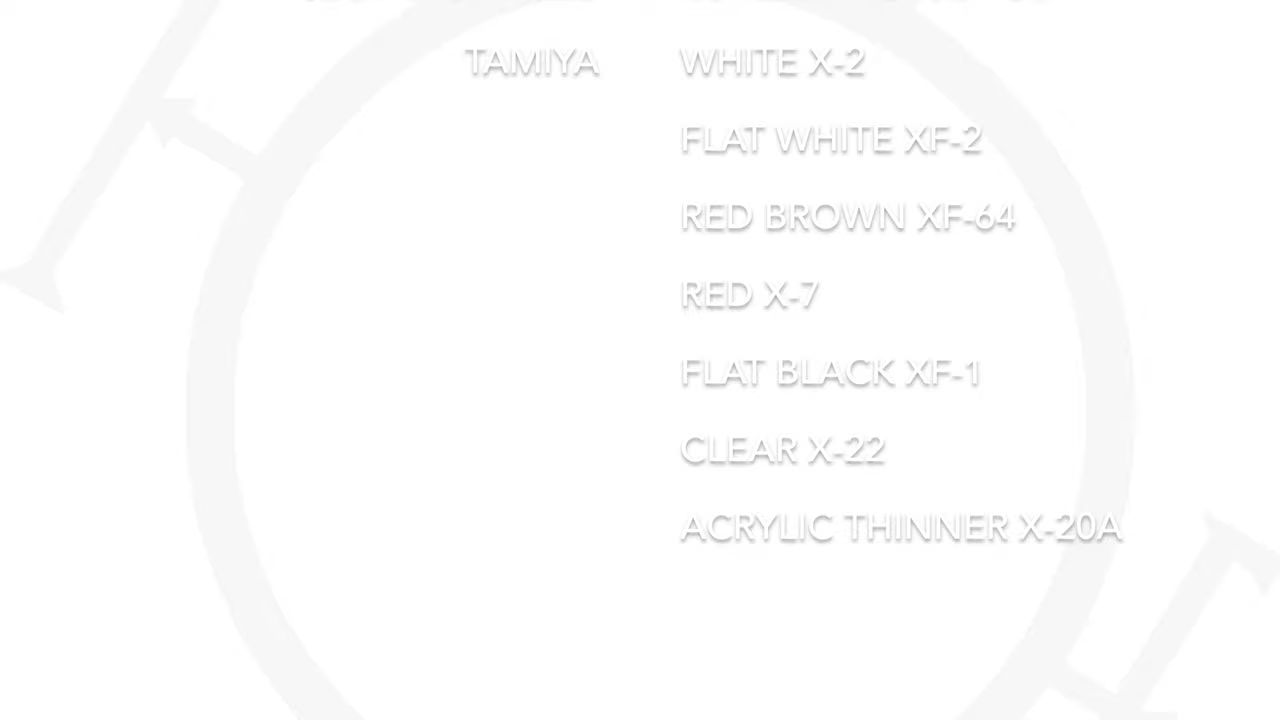 TAMIYA WHITE X-2
FLAT WHITE XF-2
RED BROWN XF-64
RED X-7
FLAT BLACK XF-1
CLEAR X-22
ACRYLIC THINNER X-20A